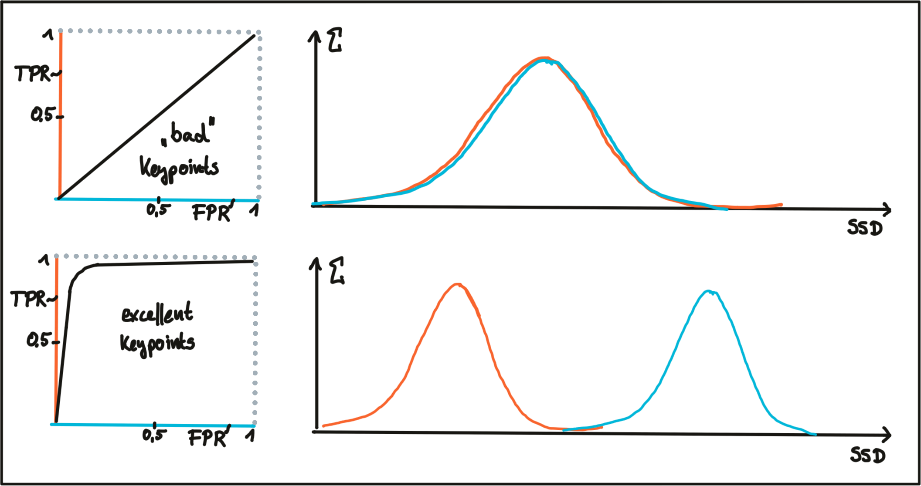 1
TPR
0,5
„bad"
Keypoints
0,5
FPR
1
Σ
SSD
1
TPR
0,5
excellent
Keypoints
0,5
FPR
1
Σ
SSD